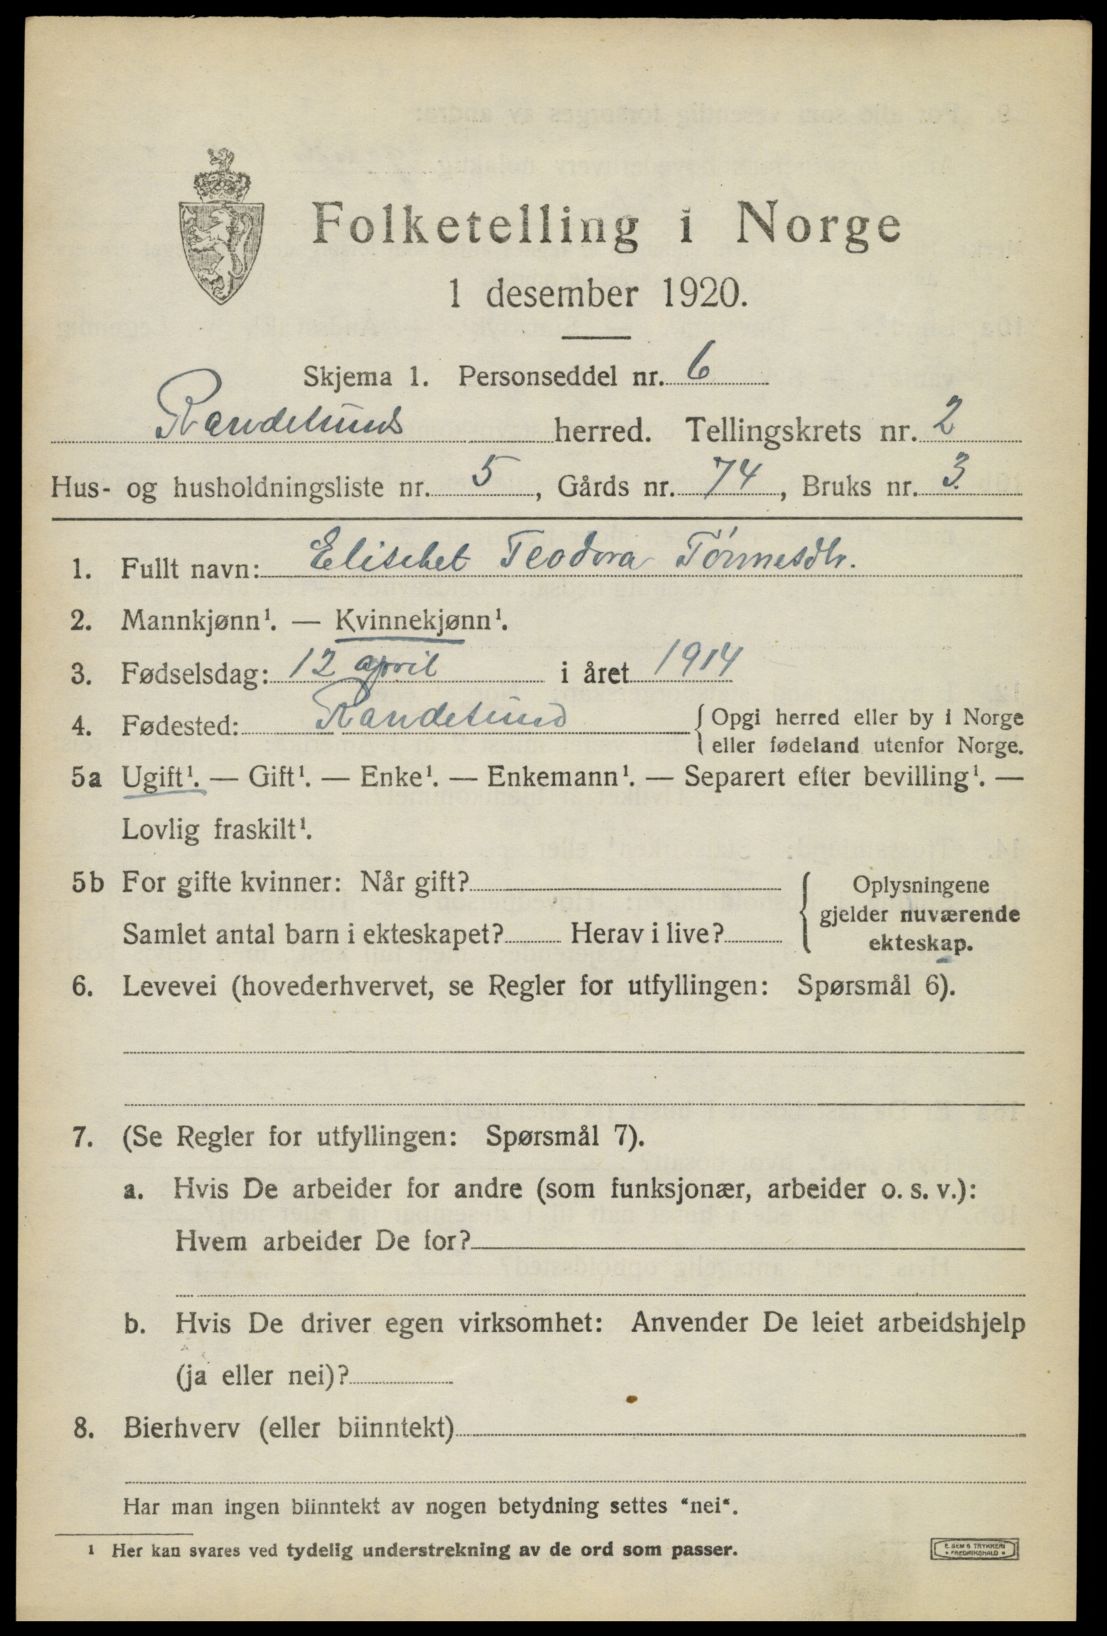 Folketelling i Norge
1 desember 1920.
Skjema 1. Personseddel nr. 6
Randesund herred. Tellingskrets nr. 2
Hus- og husholdningsliste nr. 5, Gårds nr. 74, Bruks nr. 3
1. Fullt navn: Elisebet Teodora Tönnesdtr.
2. Mannkjønn¹. — Kvinnekjønn¹.
3. Fødselsdag: 12 april i året 1914
4. Fødested: Randesund { Opgi herred eller by i Norge
eller fødeland utenfor Norge.
5a Ugift¹. — Gift¹. — Enke¹. — Enkemann¹. — Separert efter bevilling¹. —
Lovlig fraskilt¹.
5b For gifte kvinner: Når gift? { Oplysningene
gjelder nuværende
Samlet antal barn i ekteskapet? Herav i live? ekteskap.
6. Levevei (hovederhvervet, se Regler for utfyllingen: Spørsmål 6).
7. (Se Regler for utfyllingen: Spørsmål 7).
a. Hvis De arbeider for andre (som funksjonær, arbeider o. s. v.):
Hvem arbeider De for?
b. Hvis De driver egen virksomhet: Anvender De leiet arbeidshjelp
(ja eller nei)?
8. Bierhverv (eller biinntekt)
Har man ingen biinntekt av nogen betydning settes "nei".
¹ Her kan svares ved tydelig understrekning av de ord som passer.
E. SEM'S TRYKKERI
FREDRIKSHALD